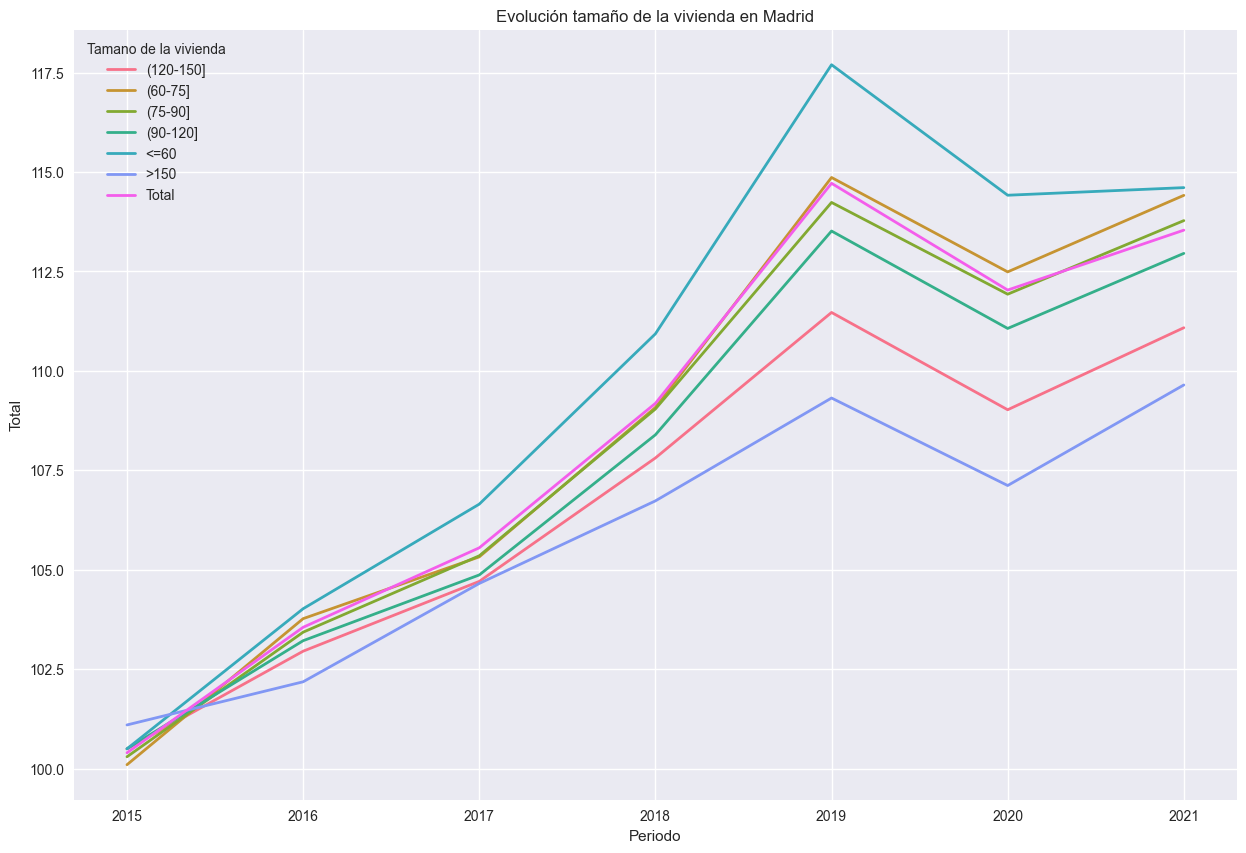 Evolución tamaño de la vivienda en Madrid
Tamano de la vivienda
(120-150]
(60-75]
(75-90]
(90-120]
<=60
>150
Total
117.5
115.0
112.5
110.0
107.5
105.0
102.5
100.0
Total
2015 2016 2017 2018 2019 2020 2021
Periodo